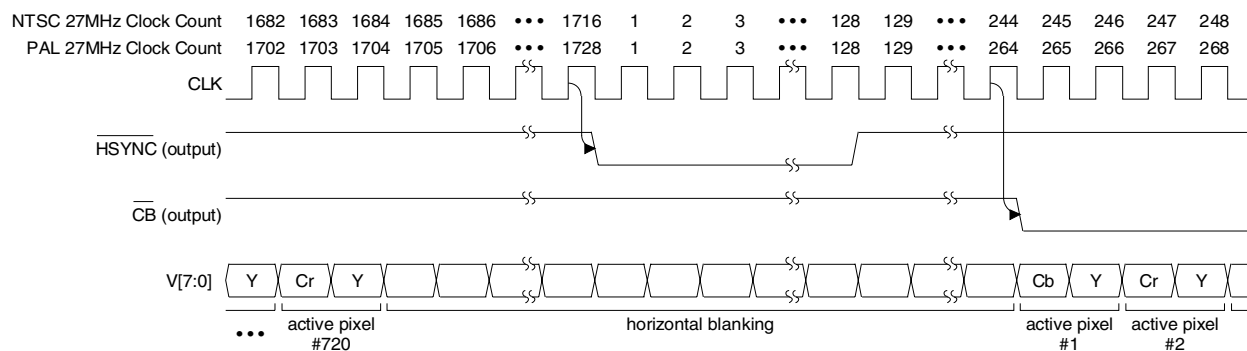 NTSC 27MHz Clock Count 1682 1683 1684 1685 1686 ••• 1716 1 2 3 ••• 128 129 ••• 244 245 246 247 248
PAL 27MHz Clock Count 1702 1703 1704 1705 1706 ••• 1728 1 2 3 ••• 128 129 ••• 264 265 266 267 268
CLK
HSYNC (output)
CB (output)
V[7:0] Y Cr Y Cb Y Cr Y
••• active pixel #720 horizontal blanking active pixel #1 active pixel #2